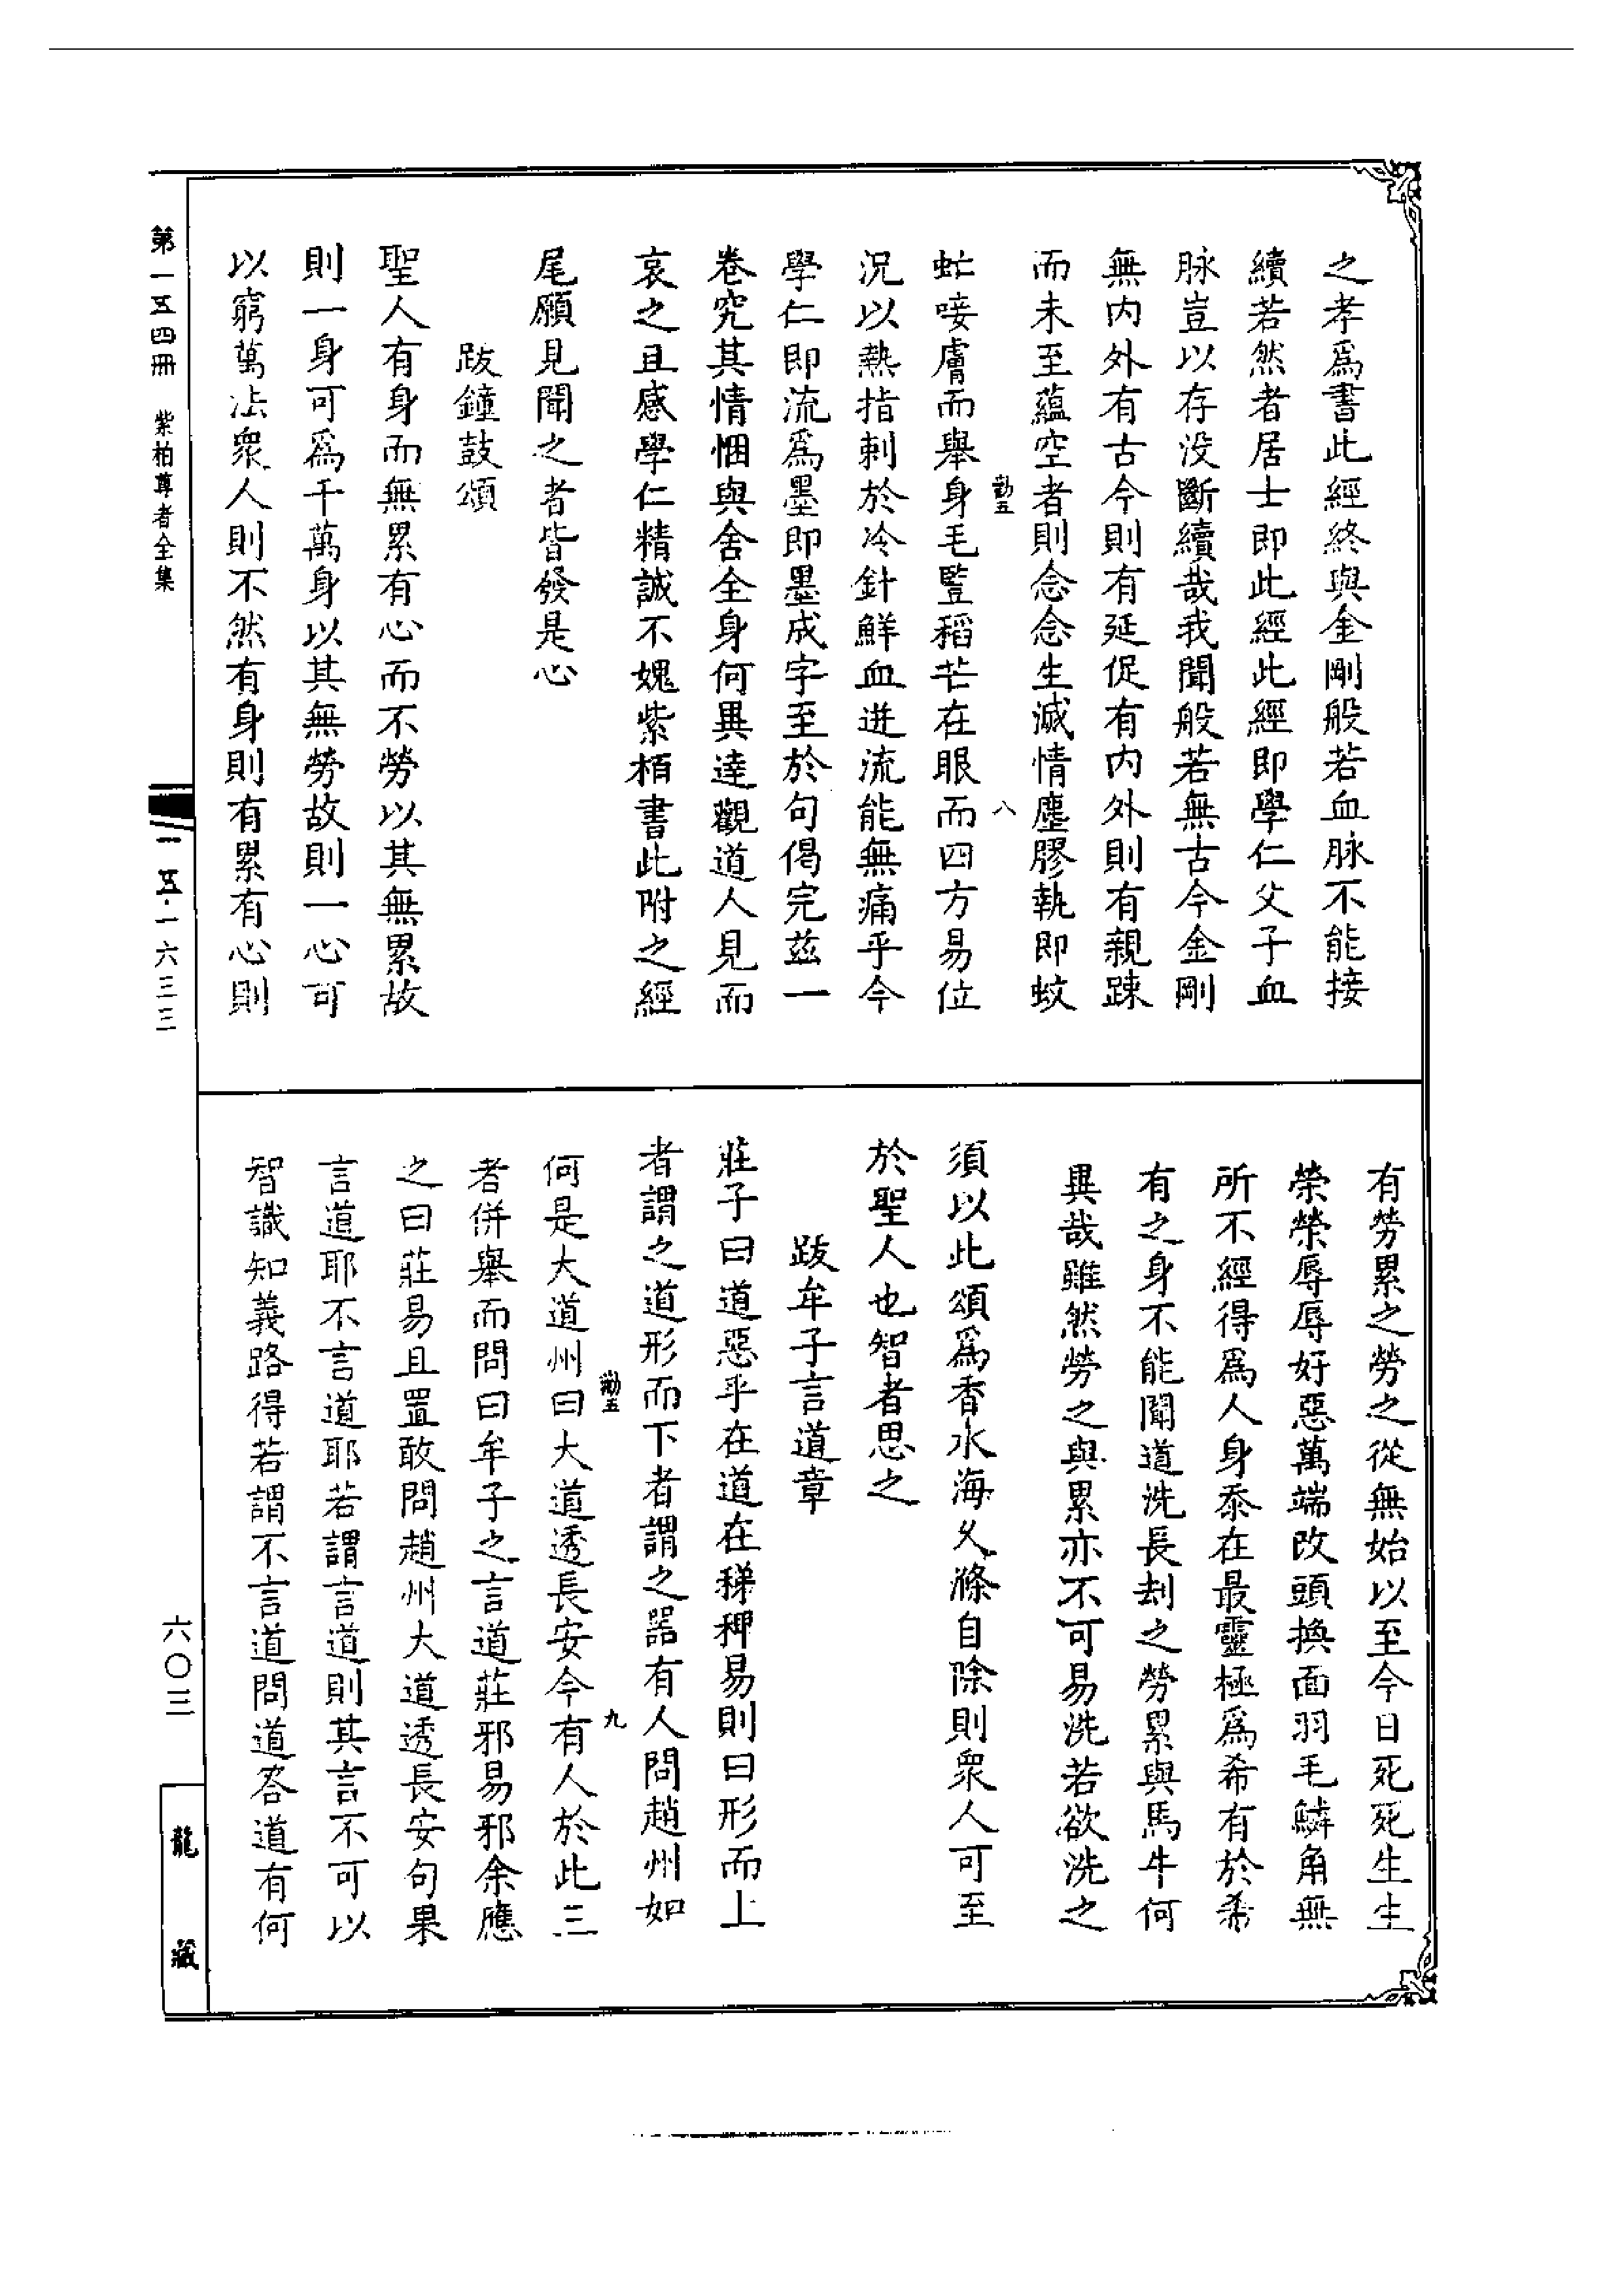 之孝爲書此經終與金剛般若血脉不能接
續若然者居士即此經此經即學仁父子血
脉豈以存没斷續哉我聞般若無古今金剛
無内外有古今則有延促有内外則有親踈
而未至蘊空者則念念生滅情塵膠執即蚊
勤五
八
虻唼膚而舉身毛豎稻芒在眼而四方易位
況以熱指刺於冷針鮮血迸流能無痛乎今
學仁即流爲墨即墨成字至於句偈完茲一
卷究其情悃與舍全身何異達觀道人見而
哀之且感學仁精誠不媿紫栢書此附之經
尾願見聞之者皆發是心
跋鐘鼓頌
聖人有身而無累有心而不勞以其無累故
則一身可爲千萬身以其無勞故則一心可
以窮萬法衆人則不然有身則有累有心則
有勞累之勞之從無始以至今日死死生生
榮榮辱辱好惡萬端改頭換面羽毛鱗角無
所不經得爲人身忝在最靈極爲希有於希
有之身不能聞道洗長刦之勞累與馬牛何
異哉雖然勞之與累亦不可易洗若欲洗之
須以此頌爲香水海久滌自除則衆人可至
於聖人也智者思之
跋牟子言道章
莊子曰道惡乎在道在稊稗易則曰形而上
者謂之道形而下者謂之器有人問趙州如
勤五
九
何是大道州曰大道透長安今有人於此三
者併舉而問曰牟子之言道莊邪易邪余應
之曰莊易且置敢問趙州大道透長安句果
言道耶不言道耶若謂言道則其言不可以
智識知義路得若謂不言道問道荅道有何
第一五四冊 紫柏尊者全集
一五·一六三三
六〇三
龍藏